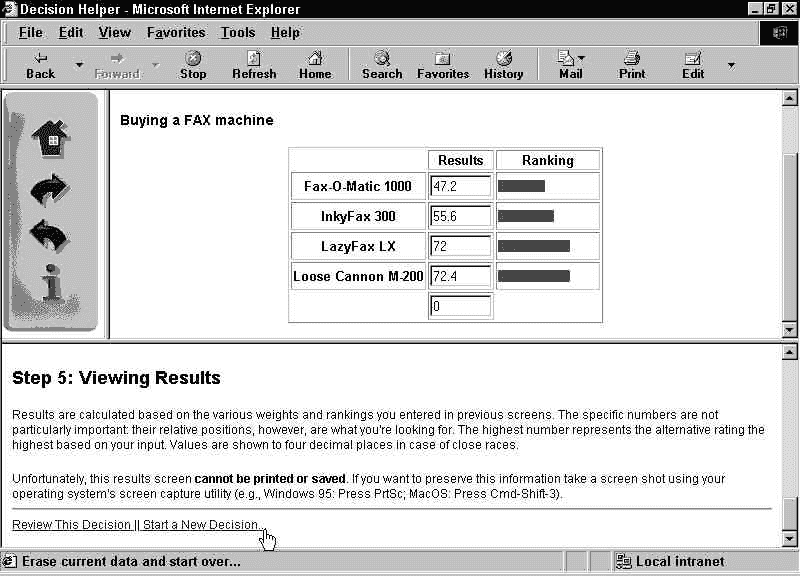 Decision Helper - Microsoft Internet Explorer
File Edit View Favorites Tools Help
Back Forward Stop Refresh Home Search Favorites History Mail Print Edit
Buying a FAX machine
Results Ranking
Fax-O-Matic 1000 47.2
InkyFax 300 55.6
LazyFax LX 72
Loose Cannon M-200 72.4
0
Step 5: Viewing Results
Results are calculated based on the various weights and rankings you entered in previous screens. The specific numbers are not
particularly important: their relative positions, however, are what you're looking for. The highest number represents the alternative rating the
highest based on your input. Values are shown to four decimal places in case of close races.
Unfortunately, this results screen cannot be printed or saved. If you want to preserve this information take a screen shot using your
operating system's screen capture utility (e.g., Windows 95: Press PrtSc; MacOS: Press Cmd-Shift-3).
Review This Decision || Start a New Decision...
Erase current data and start over... Local intranet